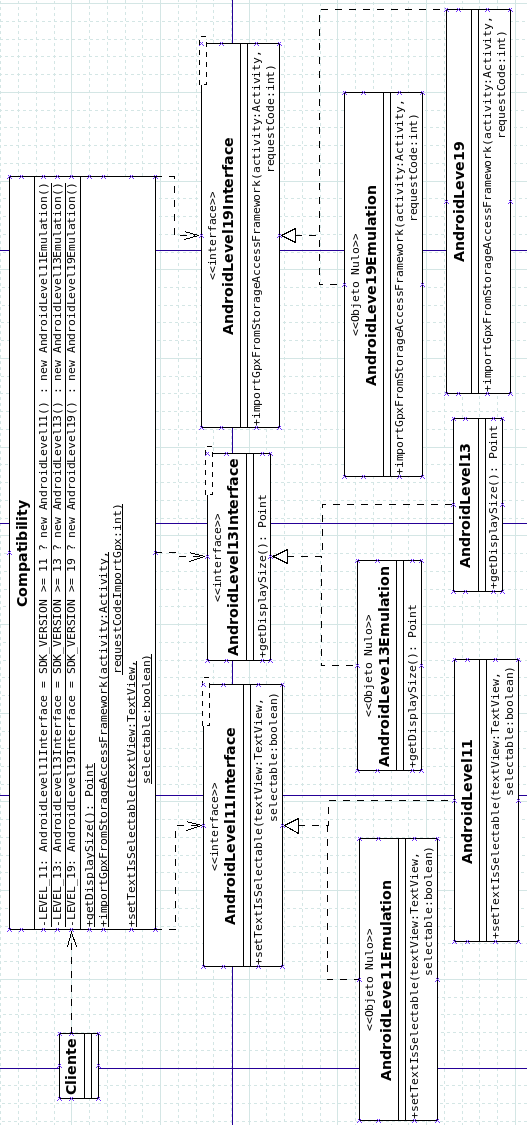 Cliente
Compatibility
-LEVEL_11: AndroidLevel11Interface = SDK_VERSION >= 11 ? new AndroidLevel11() : new AndroidLevel11Emulation()
-LEVEL_13: AndroidLevel13Interface = SDK_VERSION >= 13 ? new AndroidLevel13() : new AndroidLevel13Emulation()
-LEVEL_19: AndroidLevel19Interface = SDK_VERSION >= 19 ? new AndroidLevel19() : new AndroidLevel19Emulation()
+getDisplaySize(): Point
+importGpxFromStorageAccessFramework(activity:Activity,
requestCodeImportGpx:int)
+setTextIsSelectable(textView:TextView,
selectable:boolean)
<<interface>>
AndroidLevel11Interface
+setTextIsSelectable(textView:TextView,
selectable:boolean)
<<interface>>
AndroidLevel13Interface
+getDisplaySize(): Point
<<interface>>
AndroidLevel19Interface
+importGpxFromStorageAccessFramework(activity:Activity,
requestCode:int)
<<Objeto Nulo>>
AndroidLeve11Emulation
+setTextIsSelectable(textView:TextView,
selectable:boolean)
<<Objeto Nulo>>
AndroidLeve13Emulation
+getDisplaySize(): Point
<<Objeto Nulo>>
AndroidLeve19Emulation
+importGpxFromStorageAccessFramework(activity:Activity,
requestCode:int)
AndroidLevel11
+setTextIsSelectable(textView:TextView,
selectable:boolean)
AndroidLevel13
+getDisplaySize(): Point
AndroidLeve19
+importGpxFromStorageAccessFramework(activity:Activity,
requestCode:int)